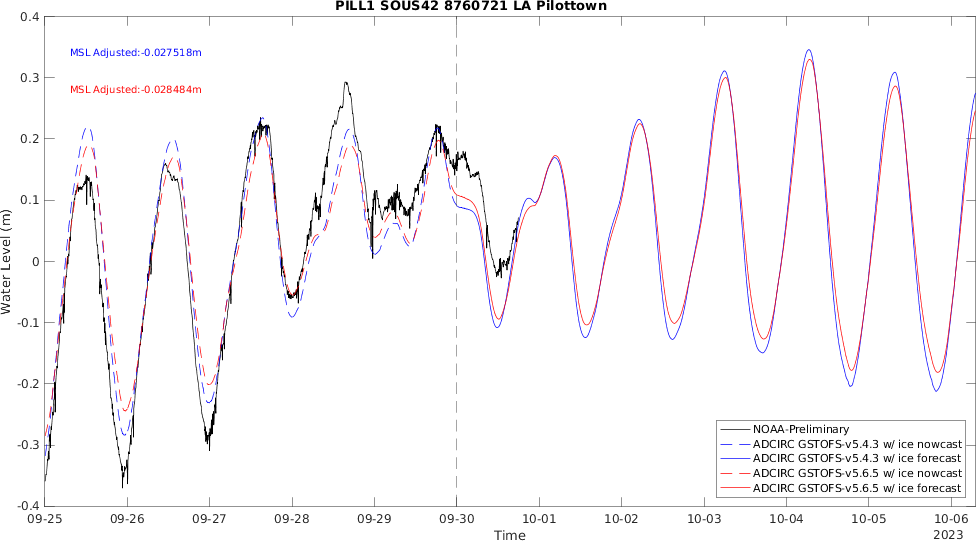 PILL1 SOUS42 8760721 LA Pilottown
0.4
0.3
0.2
0.1
0
-0.1
-0.2
-0.3
-0.4
Water Level (m)
MSL Adjusted:-0.027518m
MSL Adjusted:-0.028484m
NOAA-Preliminary
ADCIRC GSTOFS-v5.4.3 w/ ice nowcast
ADCIRC GSTOFS-v5.4.3 w/ ice forecast
ADCIRC GSTOFS-v5.6.5 w/ ice nowcast
ADCIRC GSTOFS-v5.6.5 w/ ice forecast
09-25 09-26 09-27 09-28 09-29 09-30 10-01 10-02 10-03 10-04 10-05 10-06
Time 2023